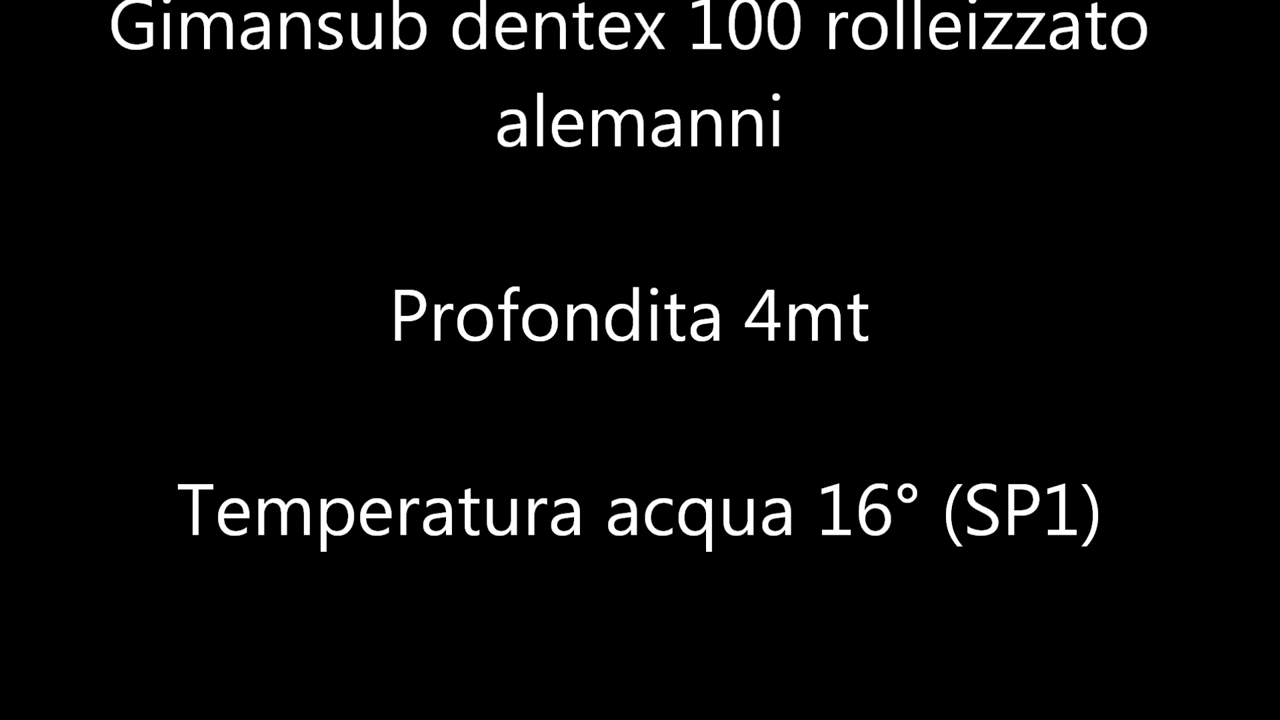 Gimansub dentex 100 rolleizzato
alemanni
Profondita 4mt
Temperatura acqua 16° (SP1)